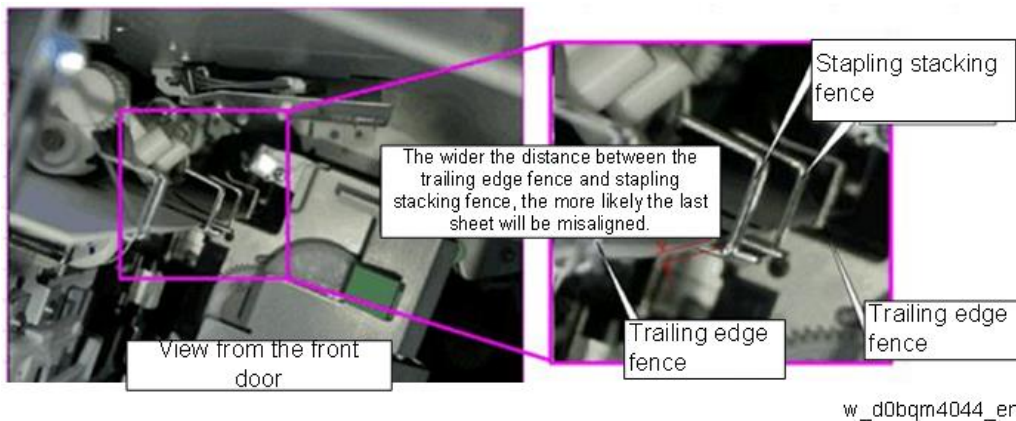 Stapling stacking
fence
The wider the distance between the
trailing edge fence and stapling
stacking fence, the more likely the last
sheet will be misaligned.
Trailing edge
fence
Trailing edge
fence
View from the front
door
w_d0bqm4044_en